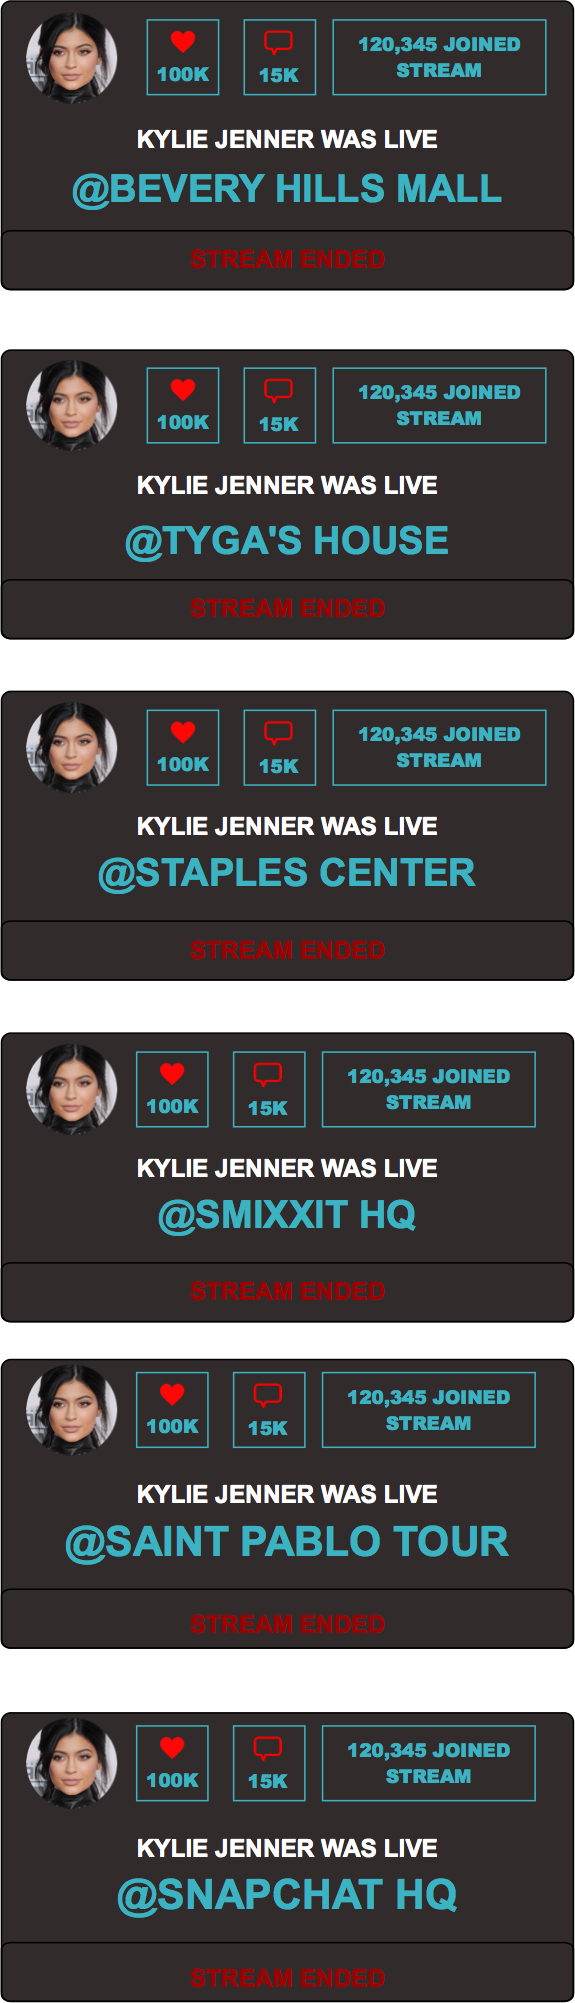 100K
15K
120,345 JOINED
STREAM
KYLIE JENNER WAS LIVE
@BEVERY HILLS MALL
STREAM ENDED
100K
15K
120,345 JOINED
STREAM
KYLIE JENNER WAS LIVE
@TYGA'S HOUSE
STREAM ENDED
100K
15K
120,345 JOINED
STREAM
KYLIE JENNER WAS LIVE
@STAPLES CENTER
STREAM ENDED
100K
15K
120,345 JOINED
STREAM
KYLIE JENNER WAS LIVE
@SMIXXIT HQ
STREAM ENDED
100K
15K
120,345 JOINED
STREAM
KYLIE JENNER WAS LIVE
@SAINT PABLO TOUR
STREAM ENDED
100K
15K
120,345 JOINED
STREAM
KYLIE JENNER WAS LIVE
@SNAPCHAT HQ
STREAM ENDED